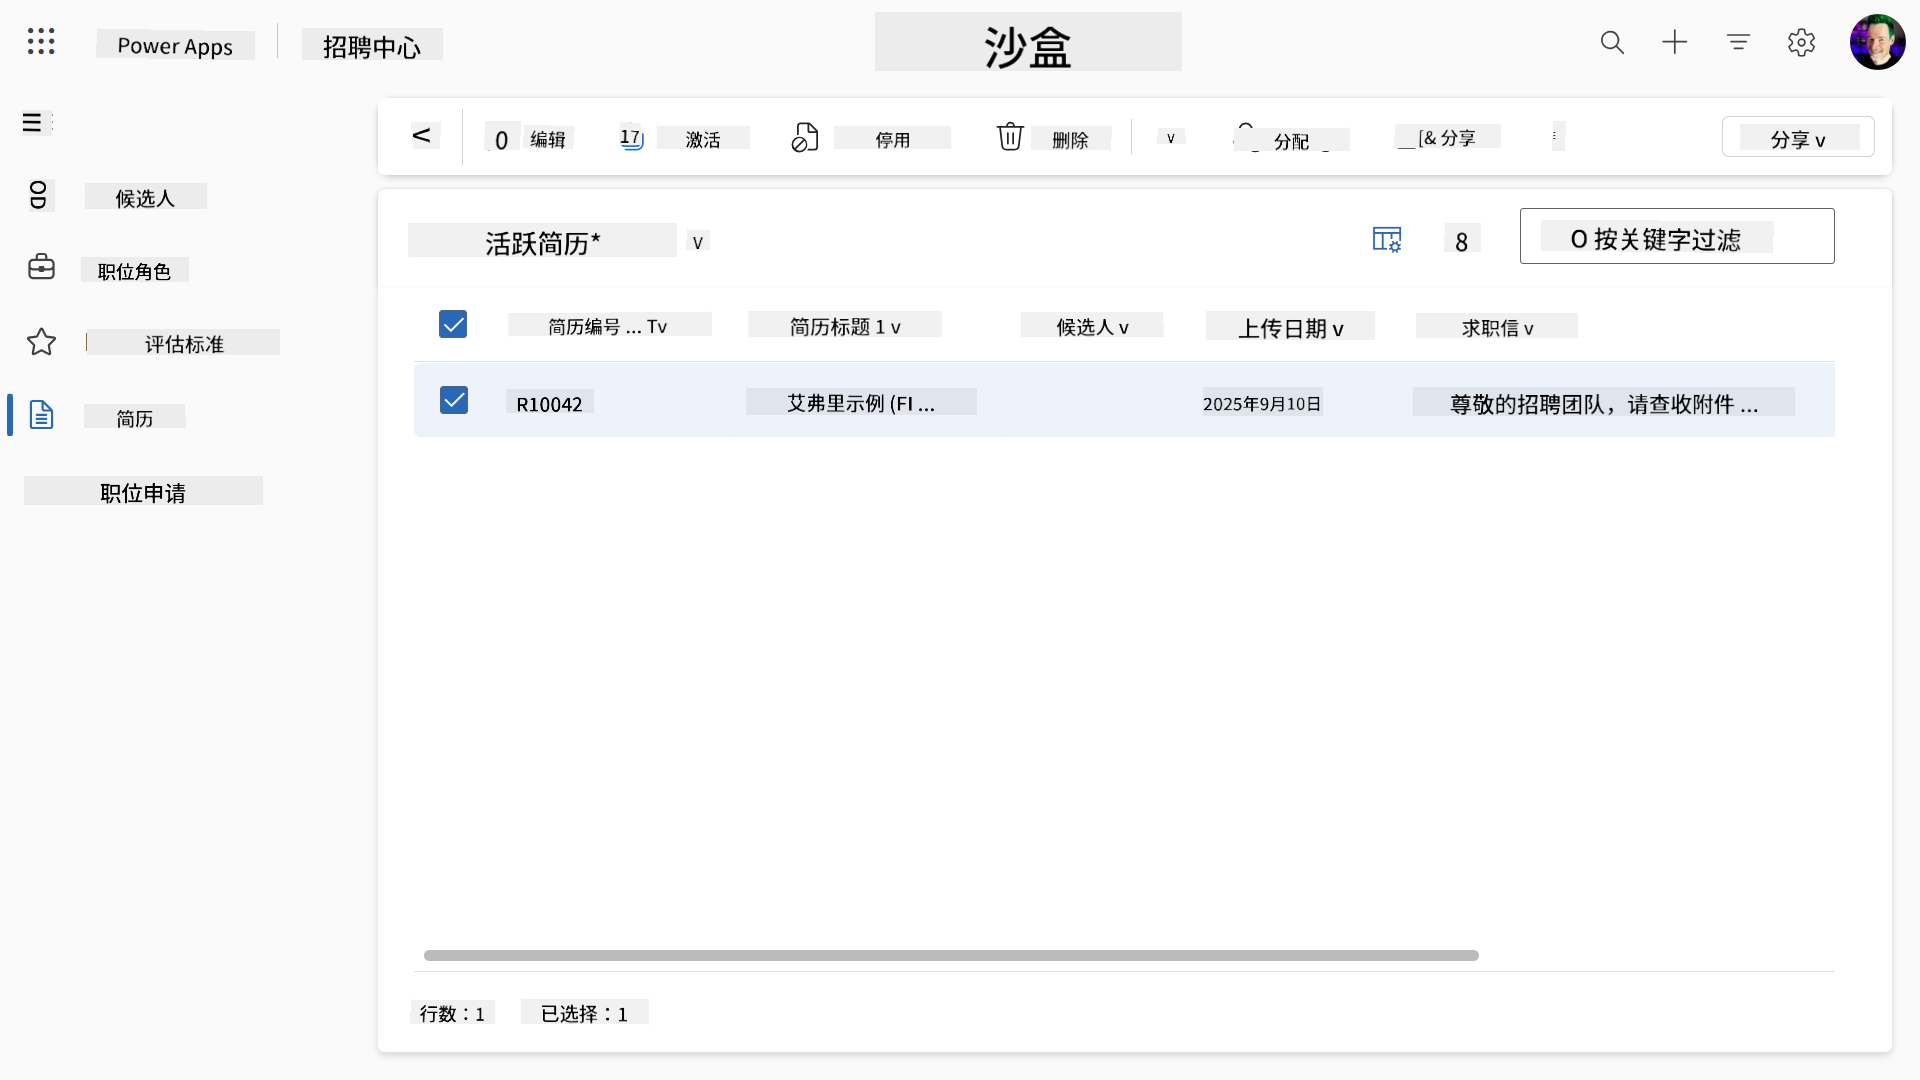 Power Apps
招聘中心
沙盒
<
编辑
激活
停用
删除
v
分配
[& 分享
分享 v
候选人
职位角色
评估标准
简历
职位申请
活跃简历* v
8
O 按关键字过滤
简历编号 ... Tv
简历标题 1 v
候选人 v
上传日期 v
求职信 v
R10042
艾弗里示例 (FI ...
2025年9月10日
尊敬的招聘团队，请查收附件 ...
行数：1
已选择：1